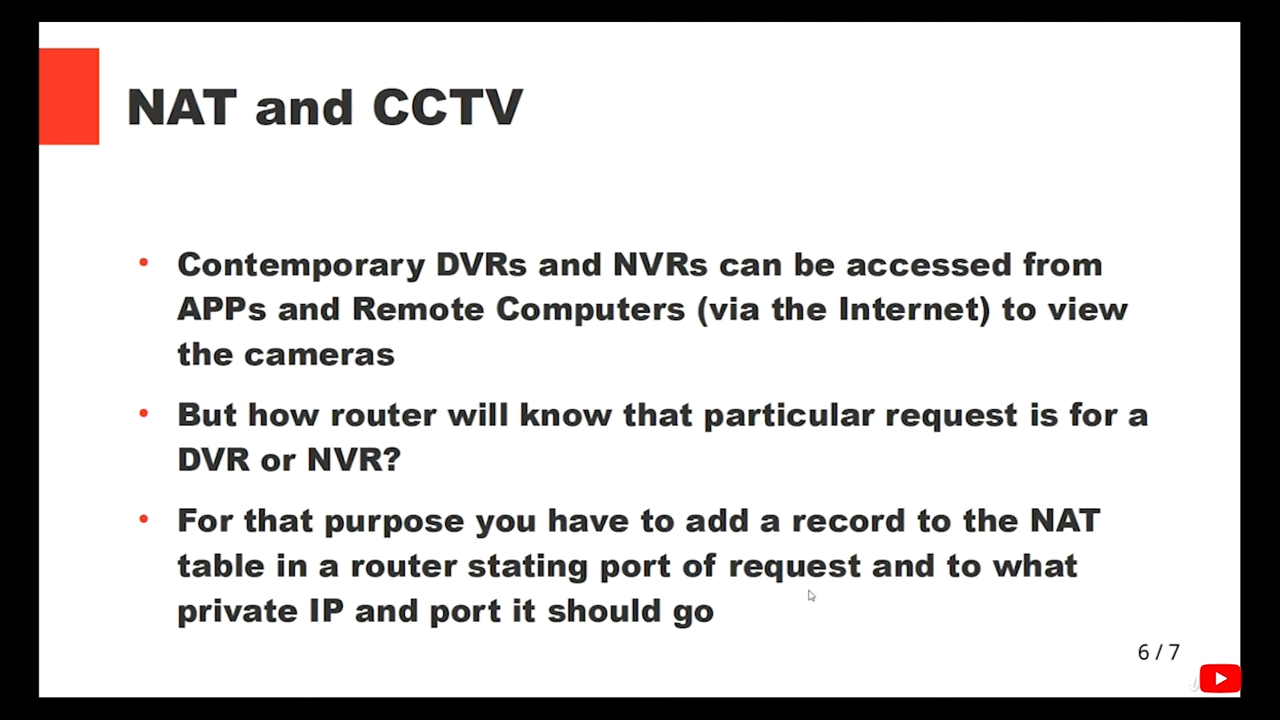 NAT and CCTV
• Contemporary DVRs and NVRs can be accessed from
APPs and Remote Computers (via the Internet) to view
the cameras
• But how router will know that particular request is for a
DVR or NVR?
• For that purpose you have to add a record to the NAT
table in a router stating port of request and to what
private IP and port it should go
6 / 7